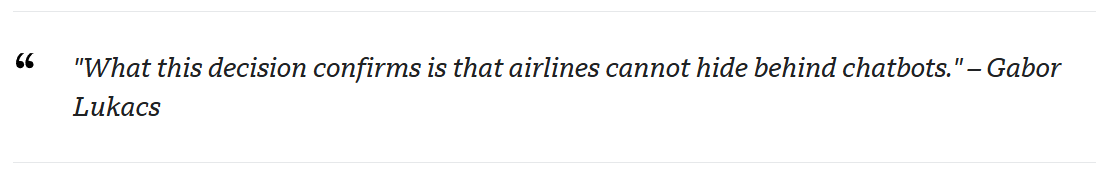 “
"What this decision confirms is that airlines cannot hide behind chatbots." – Gabor
Lukacs